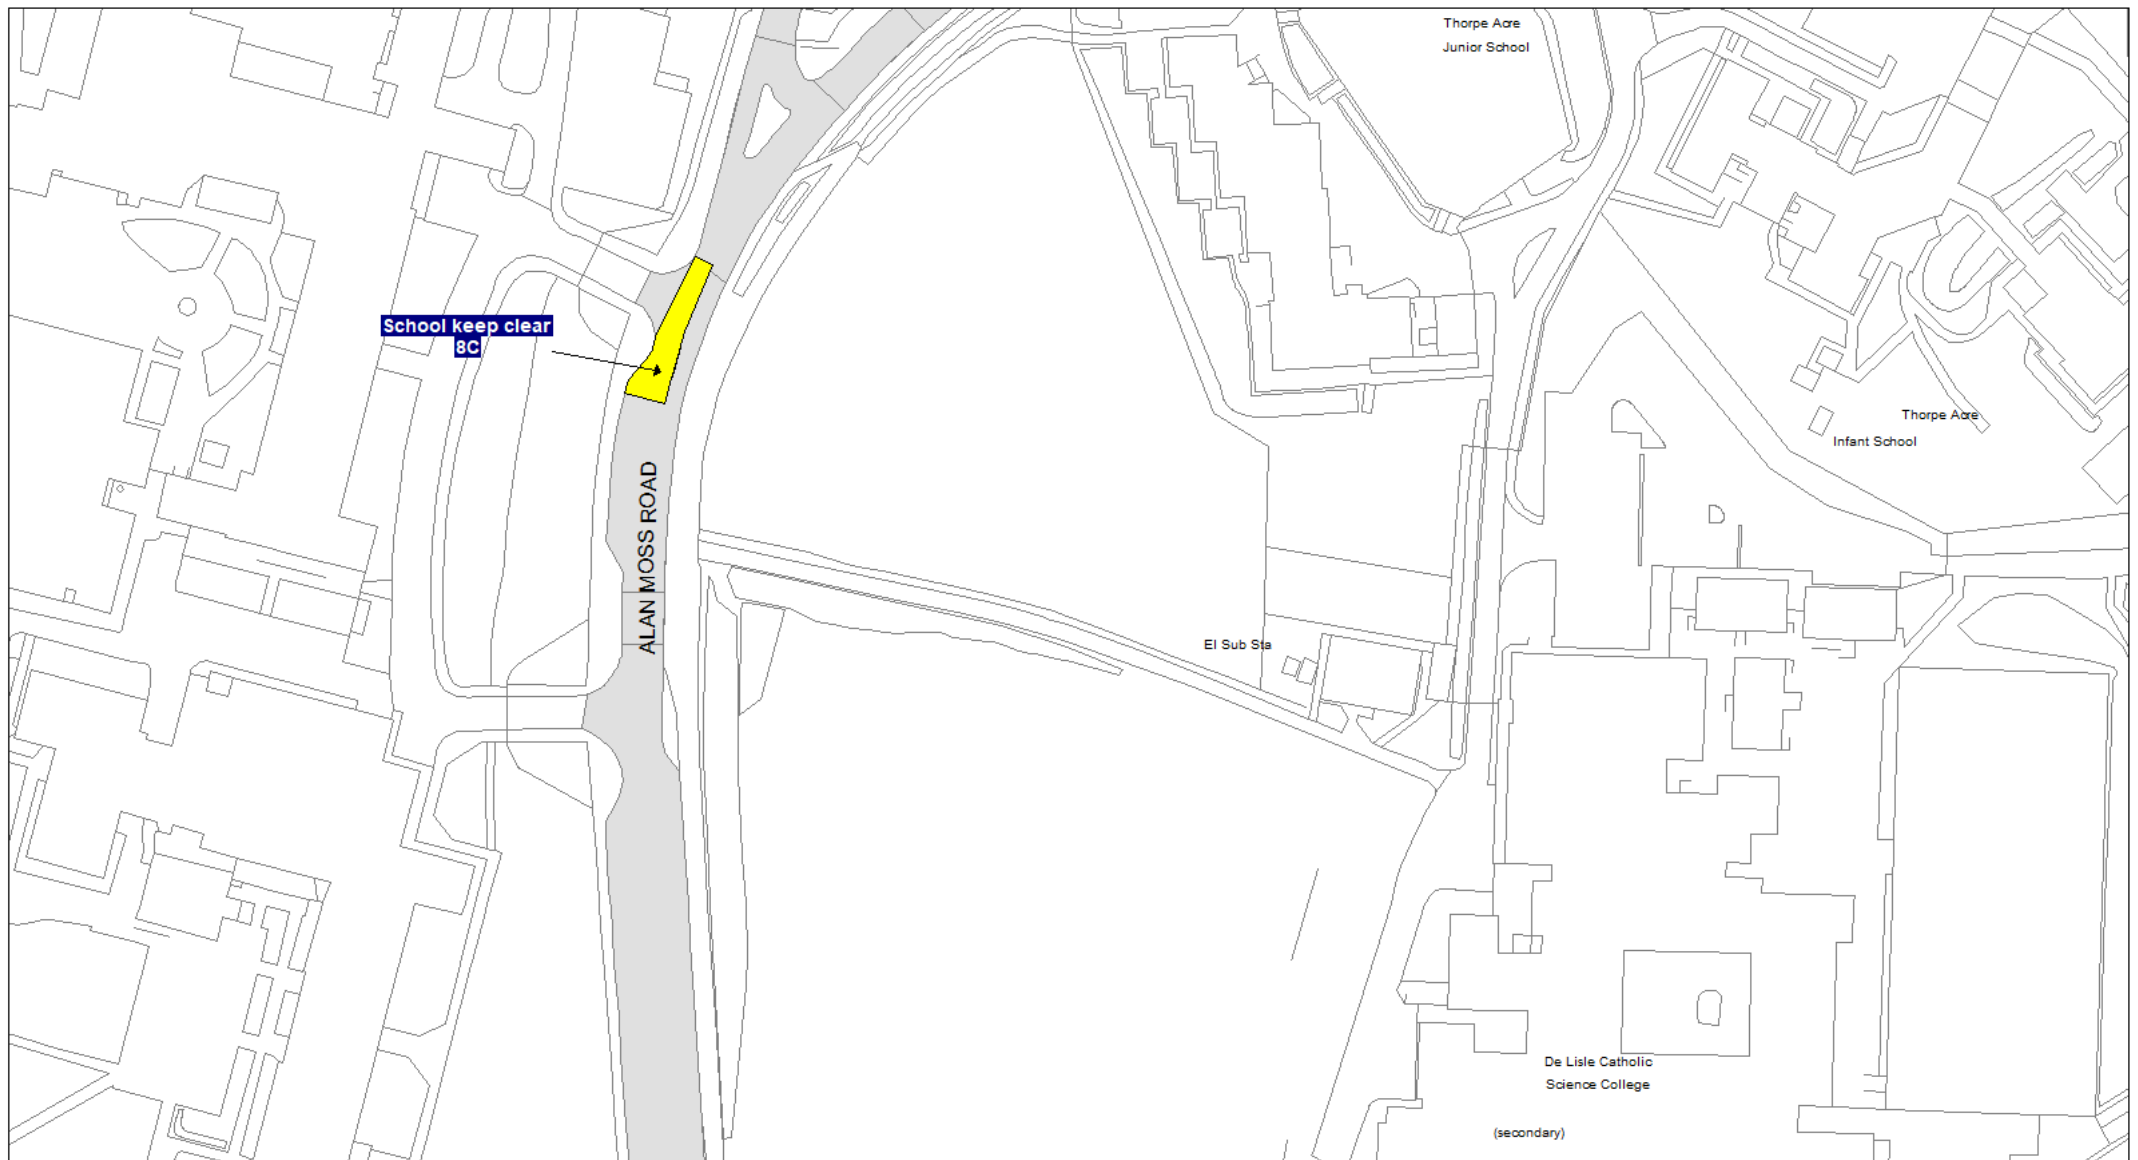 Thorpe Acre
Junior School
School keep clear
8C
Thorpe Acre
Infant School
ALAN MOSS ROAD
El Sub Sta
De Lisle Catholic
Science College
(secondary)